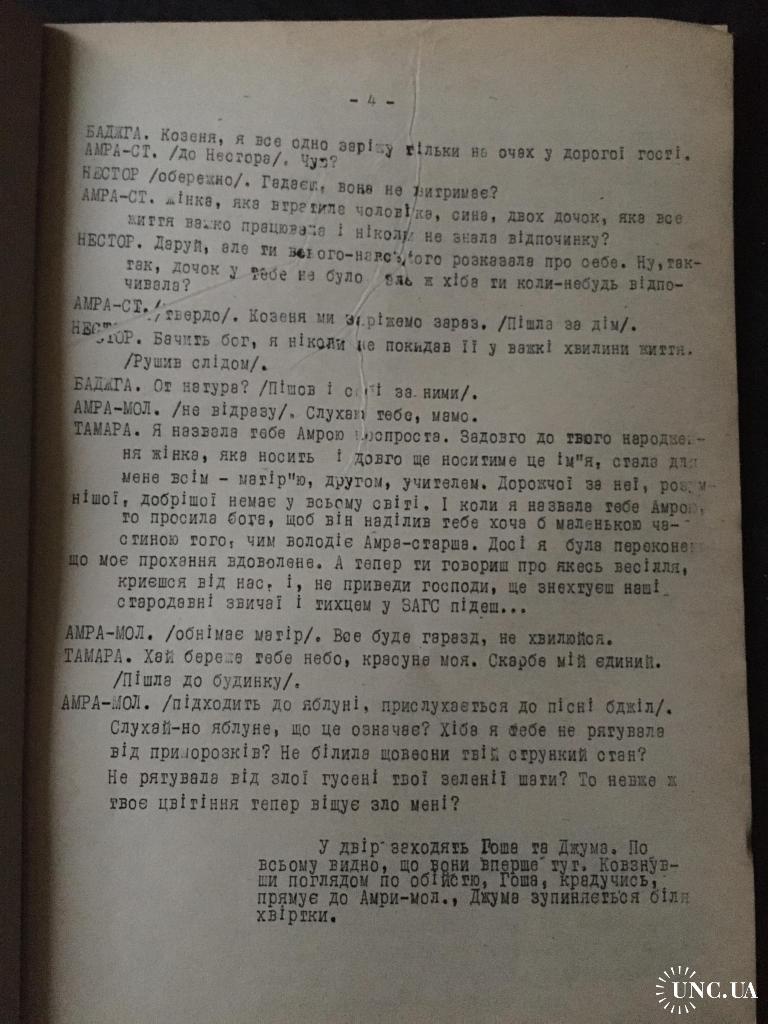 - 4 -
БАДЖГА. Козеня, я все одно заріжу тільки на очах у дорогої гості.
АМРА-СТ. /до Нестора/. Чув?
НЕСТОР /обережно/. Гадаєш, вона не витримає?
АМРА-СТ. Жінка, яка втратила чоловіка, сина, двох дочок, яка все
життя важко працювала і ніколи не знала відпочинку?
НЕСТОР. Даруй, але ти розказала про себе. Ну, так-
так, дочок у тебе не було ж хіба ти коли-небудь відпо-
чивала?
АМРА-СТ. /твердо/. Козеня ми заріжемо зараз. /Пішла за дім/.
НЕСТОР. Бачить бог, я ніколи не покидав її у важкі хвилини життя.
/Рушив слідом/.
БАДЖГА. От натура? /Пішов і собі за ними/.
АМРА-МОЛ. /не відразу/. Слухаю тебе, мамо.
ТАМАРА. Я назвала тебе Амрою неспроста. Задовго до твого народжен-
ня жінка, яка носить і довго ще носитиме це ім"я, стала для
мене всім - матір"ю, другом, учителем. Дорожчої за неї, розум-
нішої, добрішої немає у всьому світі. І коли я назвала тебе Амрою,
то просила бога, щоб він наділив тебе хоча б маленькою ча-
стиною того, чим володіє Амра-старша. Досі я була переконана
що моє прохання вдоволене. А тепер ти говориш про якесь весілля,
криєшся від нас, і, не приведи господи, ще знехтуєш наші
стародавні звичаї і тихцем у ЗАГС підеш...
АМРА-МОЛ. /обнімає матір/. Все буде гаразд, не хвилюйся.
ТАМАРА. Хай береже тебе небо, красуне моя. Скарбе мій єдиний.
/Пішла до будинку/.
АМРА-МОЛ. /підходить до яблуні, прислухається до пісні бджіл/.
Слухай-но яблуне, що це означає? Хіба я тебе не рятувала
від приморозків? Не білила щовесни твій стрункий стан?
Не рятувала від злої гусені твої зеленії шати? То невже ж
твоє цвітіння тепер віщує зло мені?
У двір заходять Гоша та Джума. По
всьому видно, що вони вперше тут. Ковзнув-
ши поглядом по обійстю, Гоша, крадучись,
прямує до Амри-мол., Джума зупиняється біля
хвіртки.
UNC.UA